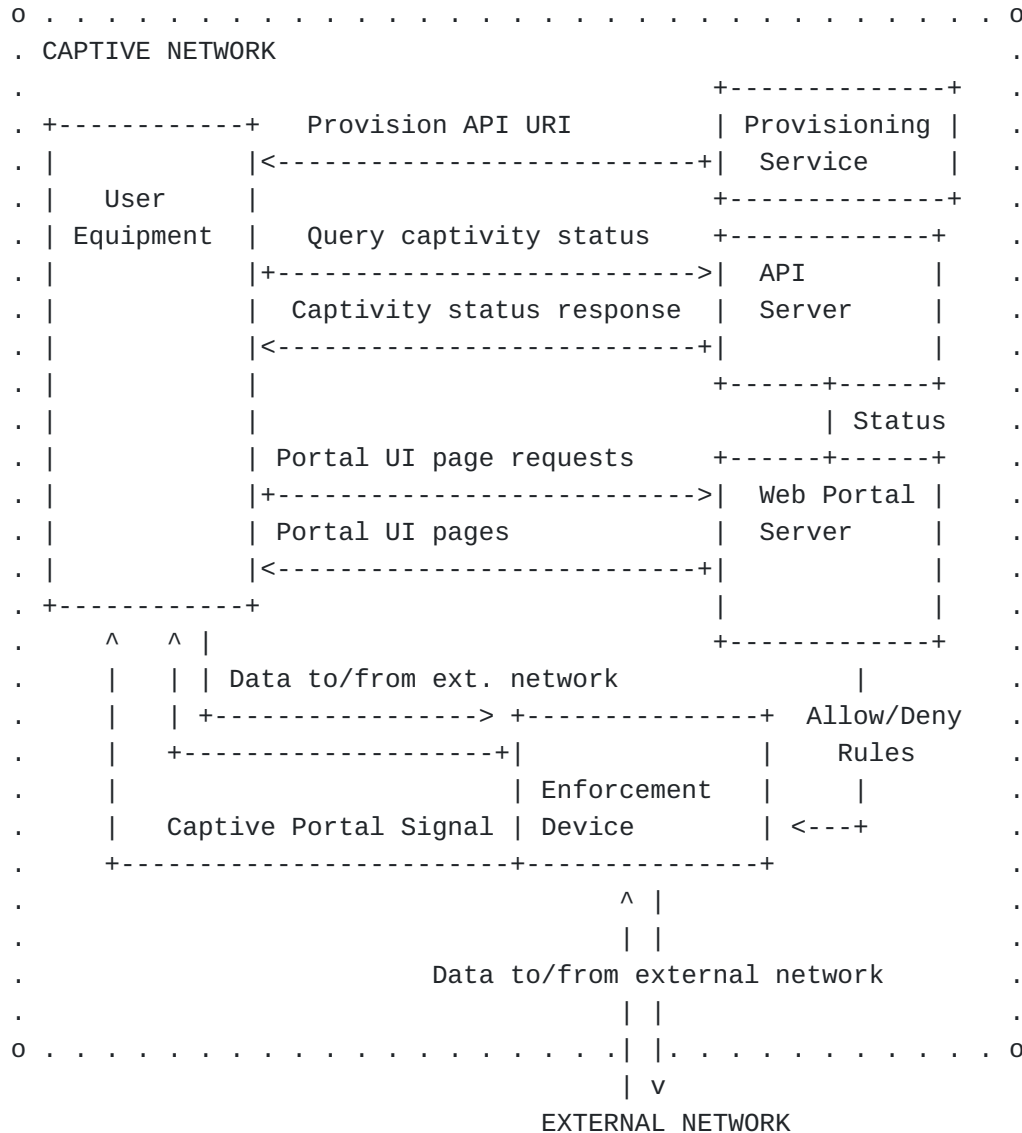 o . . . . . . . . . . . . . . . . . . . . . . . . . . . . . . . . o
. CAPTIVE NETWORK                                              .
.                                            +--------------+   .
. +------------+   Provision API URI         | Provisioning |   .
. |            |<---------------------------+|  Service     |   .
. |   User     |                             +--------------+   .
. | Equipment  |   Query captivity status    +-------------+    .
. |            |+--------------------------->|  API        |    .
. |            |  Captivity status response  |  Server     |    .
. |            |<---------------------------+|             |    .
. |            |                             +------+------+    .
. |            |                                    | Status    .
. |            | Portal UI page requests     +------+------+    .
. |            |+--------------------------->|  Web Portal |    .
. |            | Portal UI pages             |  Server     |    .
. |            |<---------------------------+|             |    .
. +------------+                             |             |    .
.     ^   ^ |                                +-------------+    .
.     |   | | Data to/from ext. network               |         .
.     |   | +-----------------> +---------------+  Allow/Deny   .
.     |   +--------------------+|               |    Rules      .
.     |                         | Enforcement   |     |         .
.     |   Captive Portal Signal | Device        | <---+         .
.     +-------------------------+---------------+               .
.                                      ^ |                      .
.                                      | |                      .
.                          Data to/from external network        .
.                                      | |                      .
o . . . . . . . . . . . . . . . . . . .| |. . . . . . . . . . . o
                                       | v
                                  EXTERNAL NETWORK